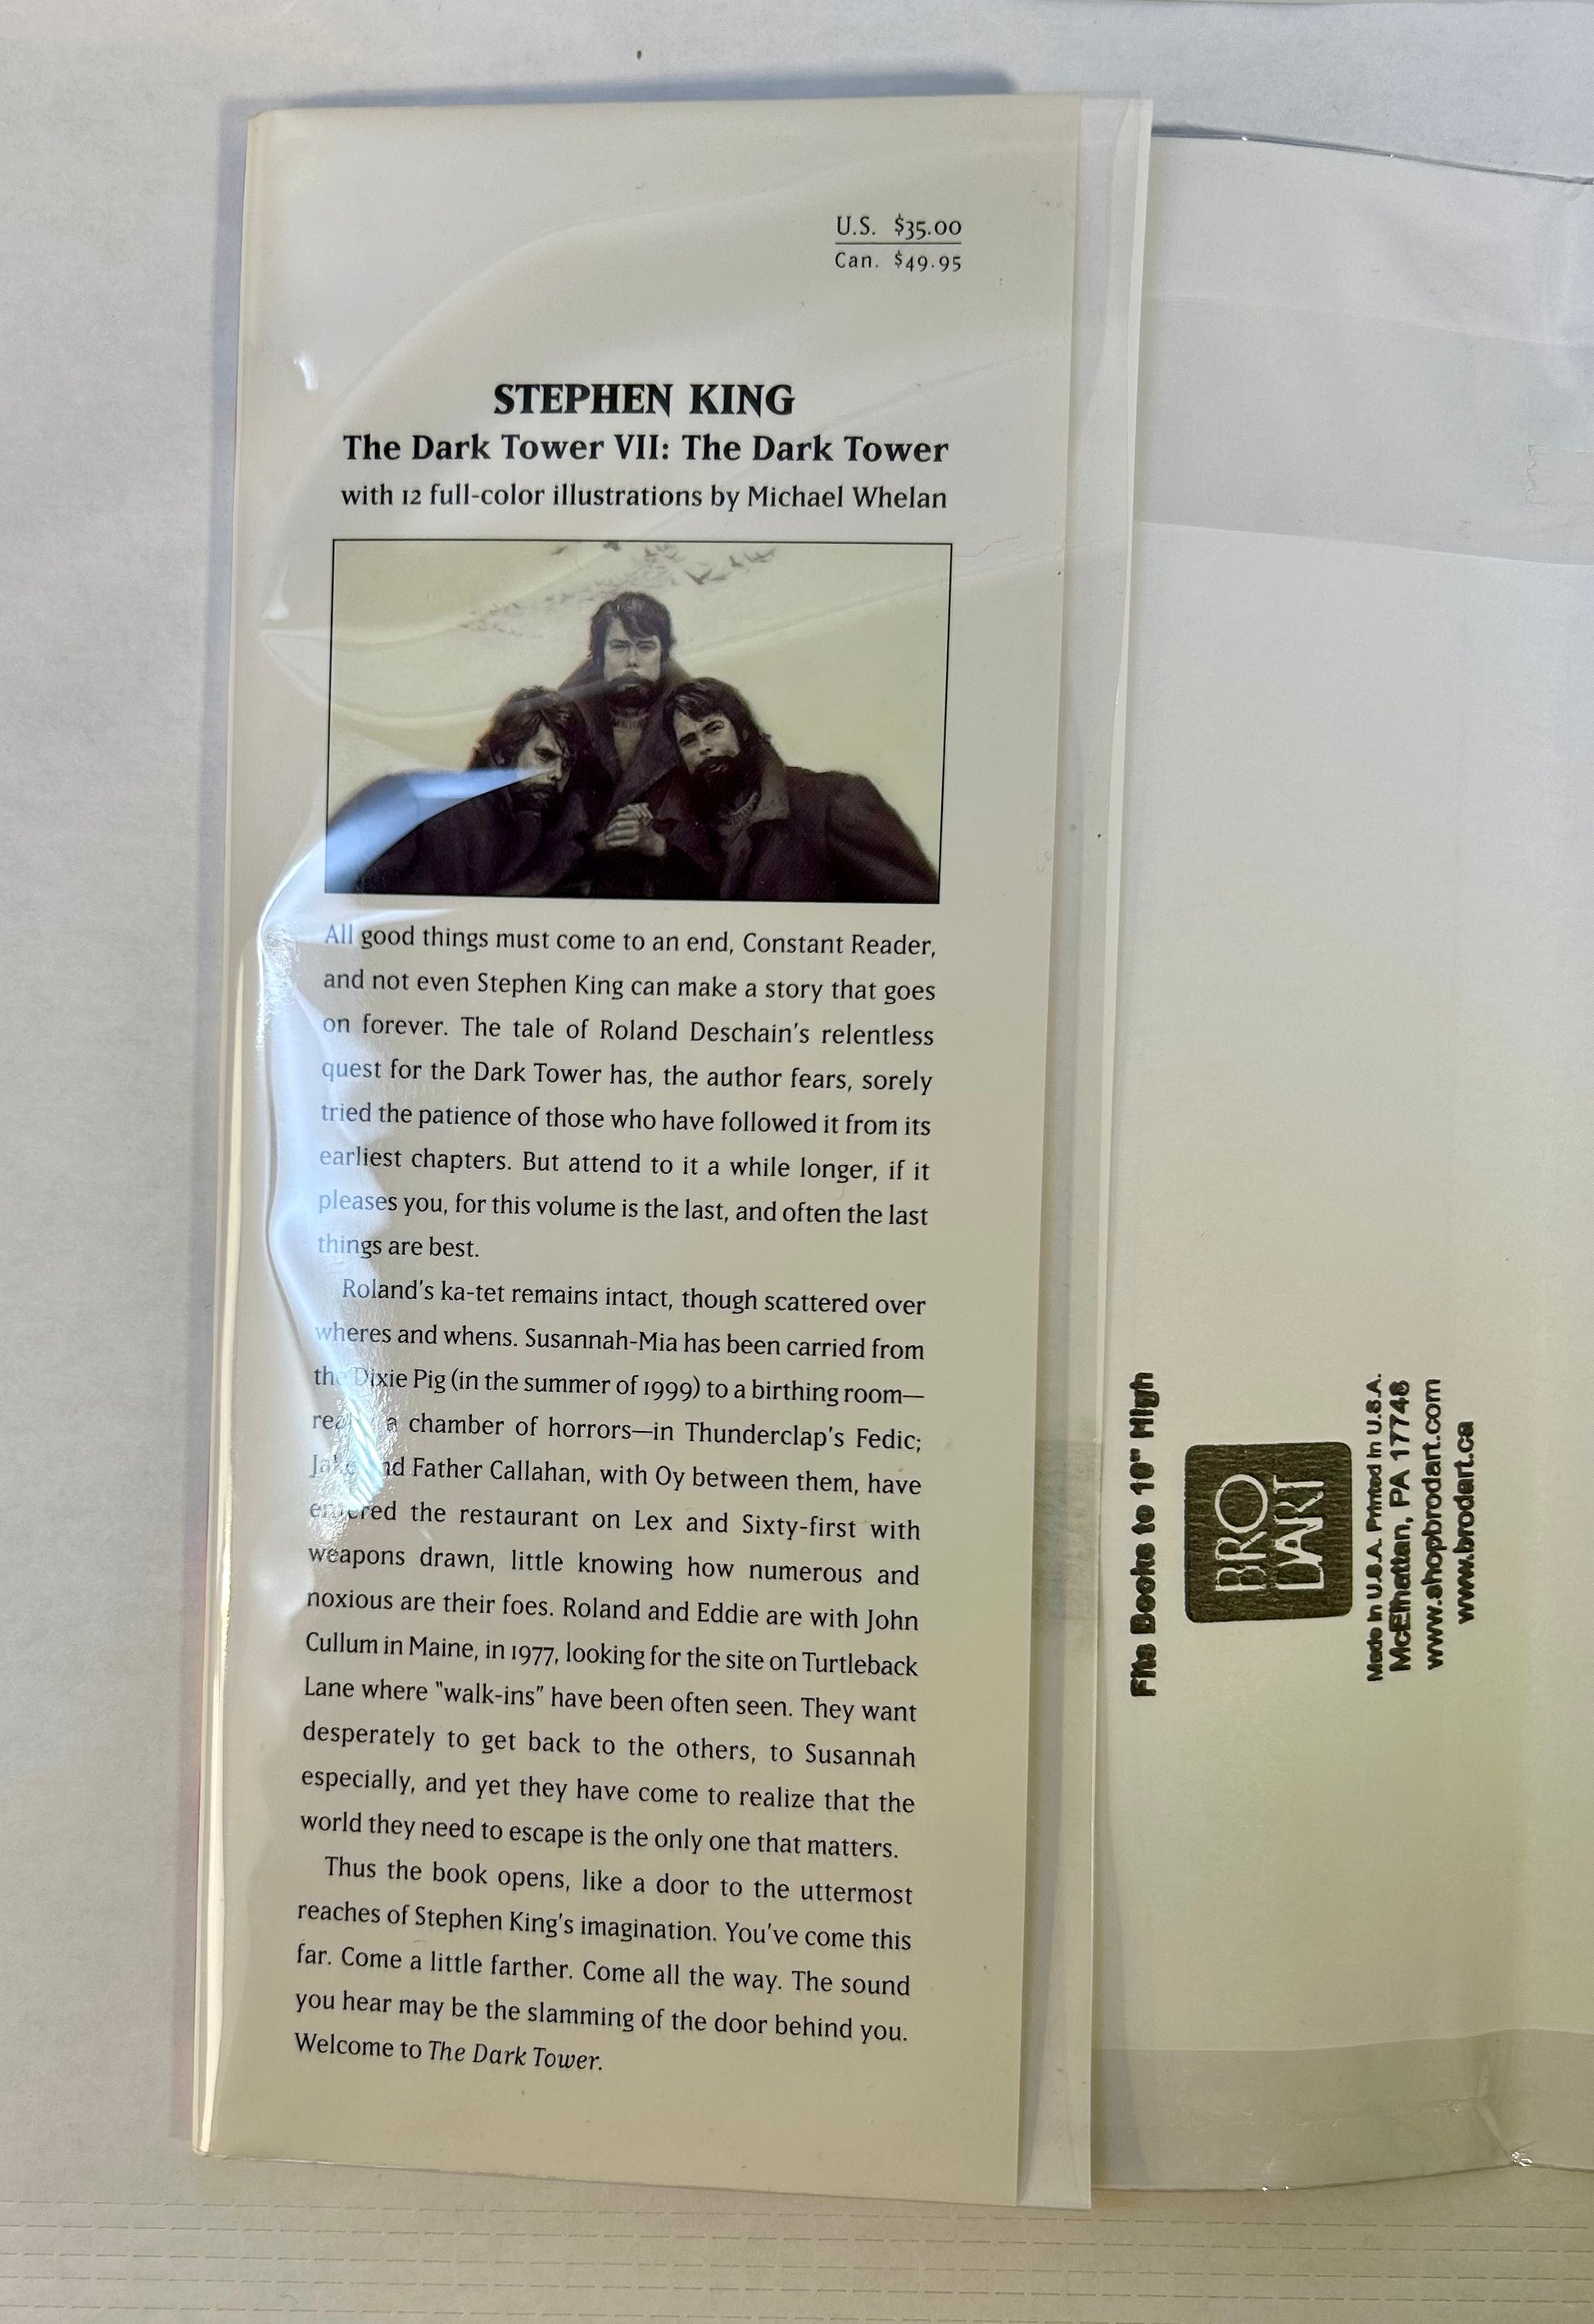 U.S. $35.00
Can. $49.95
STEPHEN KING
The Dark Tower VII: The Dark Tower
with 12 full-color illustrations by Michael Whelan
All good things must come to an end, Constant Reader,
and not even Stephen King can make a story that goes
on forever. The tale of Roland Deschain's relentless
quest for the Dark Tower has, the author fears, sorely
tried the patience of those who have followed it from its
earliest chapters. But attend to it a while longer, if it
pleases you, for this volume is the last, and often the last
things are best.
Roland's ka-tet remains intact, though scattered over
wheres and whens. Susannah-Mia has been carried from
the Dixie Pig (in the summer of 1999) to a birthing room—
really a chamber of horrors—in Thunderclap's Fedic;
Jake and Father Callahan, with Oy between them, have
entered the restaurant on Lex and Sixty-first with
weapons drawn, little knowing how numerous and
noxious are their foes. Roland and Eddie are with John
Cullum in Maine, in 1977, looking for the site on Turtleback
Lane where "walk-ins" have been often seen. They want
desperately to get back to the others, to Susannah
especially, and yet they have come to realize that the
world they need to escape is the only one that matters.
Thus the book opens, like a door to the uttermost
reaches of Stephen King's imagination. You've come this
far. Come a little farther. Come all the way. The sound
you hear may be the slamming of the door behind you.
Welcome to The Dark Tower.
Fits Books to 10" High
BRO
DART
Made in U.S.A. Printed in U.S.A.
McElhattan, PA 17748
www.shopbrodart.com
www.brodart.ca